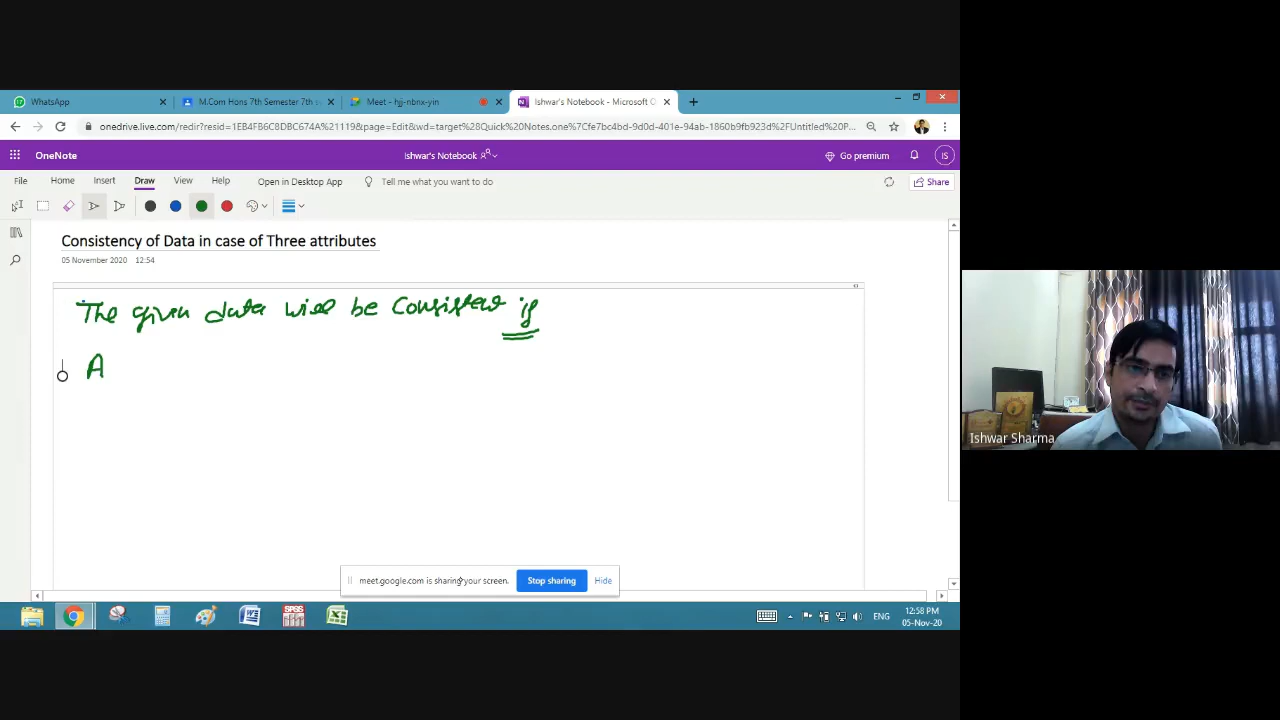 WhatsApp
M.Com Hons 7th Semester 7th
Meet - hjj-nbnx-yin
Ishwar's Notebook - Microsoft O
onedrive.live.com/redir?resid=1EB4FB6C8DBC674A%21119&page=Edit&wd=target%28Quick%20Notes.one%7Cfe7bc4bd-9d0d-401e-94ab-1860b9fb923d%2FUntitled%20P...
OneNote
Ishwar's Notebook
Go premium
IS
File Home Insert Draw View Help Open in Desktop App Tell me what you want to do
Share
Consistency of Data in case of Three attributes
05 November 2020 12:54
The given data will be Consistent if
A
Ishwar Sharma
meet.google.com is sharing your screen. Stop sharing Hide
SPSS
ENG
12:58 PM
05-Nov-20